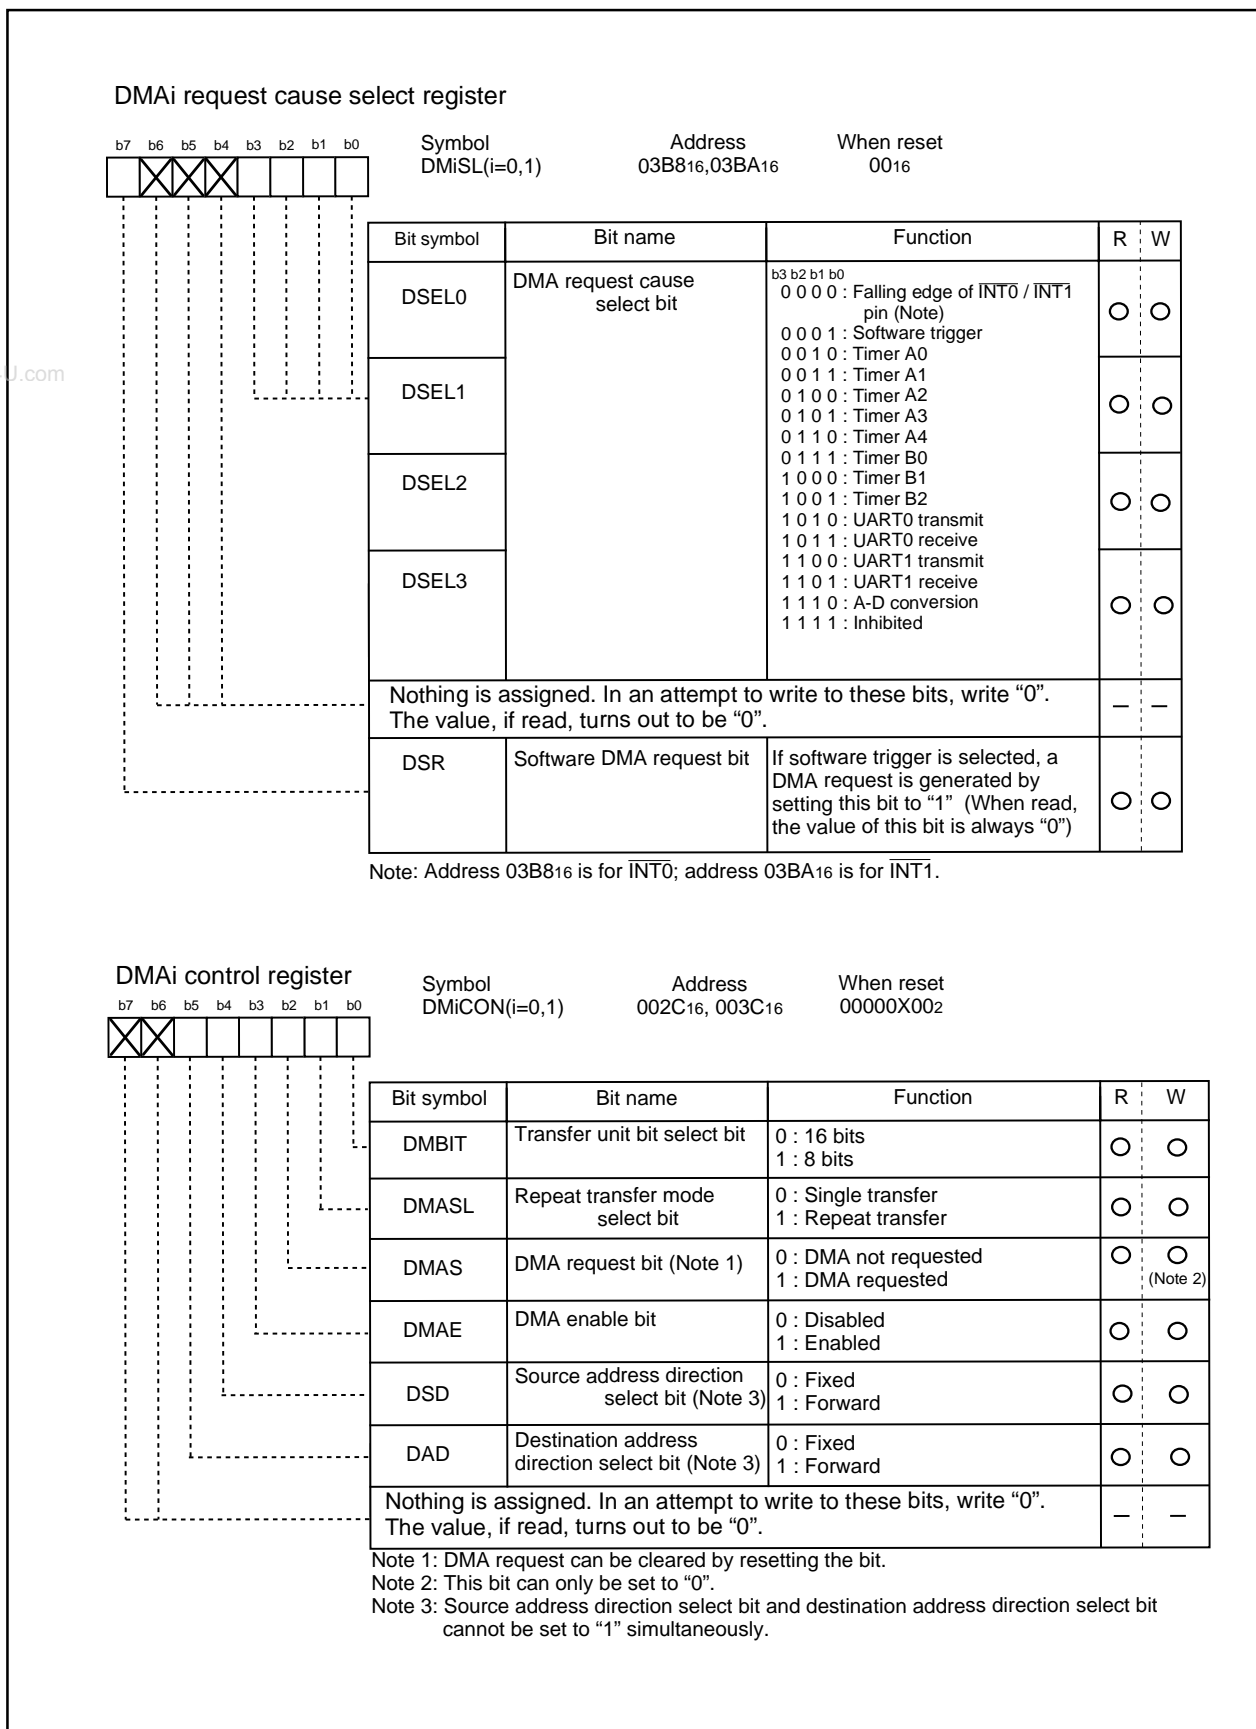 DMAi request cause select register
b7 b6 b5 b4 b3 b2 b1 b0
Symbol Address When reset
DMiSL(i=0,1) 03B816,03BA16 0016
Bit symbol Bit name Function R W
DSEL0 DMA request cause select bit
b3 b2 b1 b0
0 0 0 0 : Falling edge of INT0 / INT1
pin (Note)
0 0 0 1 : Software trigger
0 0 1 0 : Timer A0
0 0 1 1 : Timer A1
DSEL1 0 1 0 0 : Timer A2
0 1 0 1 : Timer A3
0 1 1 0 : Timer A4
0 1 1 1 : Timer B0
DSEL2 1 0 0 0 : Timer B1
1 0 0 1 : Timer B2
1 0 1 0 : UART0 transmit
1 0 1 1 : UART0 receive
1 1 0 0 : UART1 transmit
DSEL3 1 1 0 1 : UART1 receive
1 1 1 0 : A-D conversion
1 1 1 1 : Inhibited
Nothing is assigned. In an attempt to write to these bits, write “0”.
The value, if read, turns out to be “0”.
– –
DSR Software DMA request bit If software trigger is selected, a
DMA request is generated by
setting this bit to “1” (When read,
the value of this bit is always “0”)
Note: Address 03B816 is for INT0; address 03BA16 is for INT1.
U.com
DMAi control register
b7 b6 b5 b4 b3 b2 b1 b0
Symbol Address When reset
DMiCON(i=0,1) 002C16, 003C16 00000X002
Bit symbol Bit name Function R W
DMBIT Transfer unit bit select bit 0 : 16 bits
1 : 8 bits
DMASL Repeat transfer mode
select bit
0 : Single transfer
1 : Repeat transfer
DMAS DMA request bit (Note 1) 0 : DMA not requested
1 : DMA requested
(Note 2)
DMAE DMA enable bit 0 : Disabled
1 : Enabled
DSD Source address direction
select bit (Note 3)
0 : Fixed
1 : Forward
DAD Destination address
direction select bit (Note 3)
0 : Fixed
1 : Forward
Nothing is assigned. In an attempt to write to these bits, write “0”.
The value, if read, turns out to be “0”.
– –
Note 1: DMA request can be cleared by resetting the bit.
Note 2: This bit can only be set to “0”.
Note 3: Source address direction select bit and destination address direction select bit
cannot be set to “1” simultaneously.